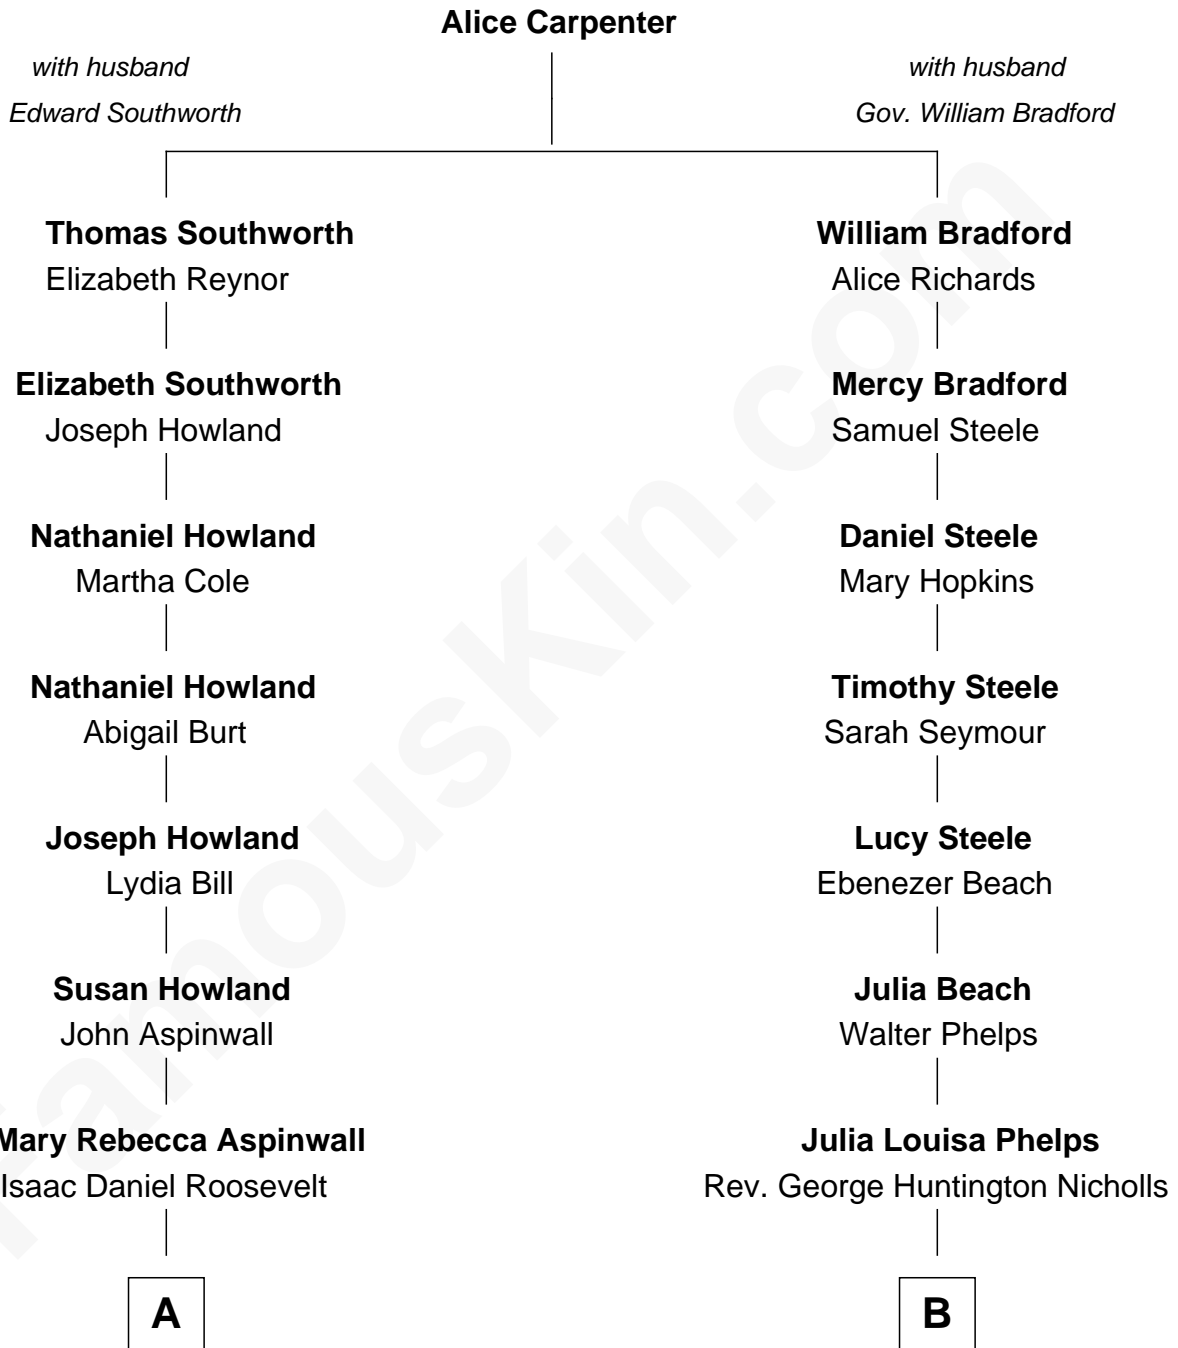 Alice Carpenter
with husband
Edward Southworth
with husband
Gov. William Bradford
Thomas Southworth
Elizabeth Reynor
William Bradford
Alice Richards
Elizabeth Southworth
Joseph Howland
Mercy Bradford
Samuel Steele
Nathaniel Howland
Martha Cole
Daniel Steele
Mary Hopkins
Nathaniel Howland
Abigail Burt
Timothy Steele
Sarah Seymour
Joseph Howland
Lydia Bill
Lucy Steele
Ebenezer Beach
Susan Howland
John Aspinwall
Julia Beach
Walter Phelps
Mary Rebecca Aspinwall
Isaac Daniel Roosevelt
Julia Louisa Phelps
Rev. George Huntington Nicholls
A
B
FamousKin.com